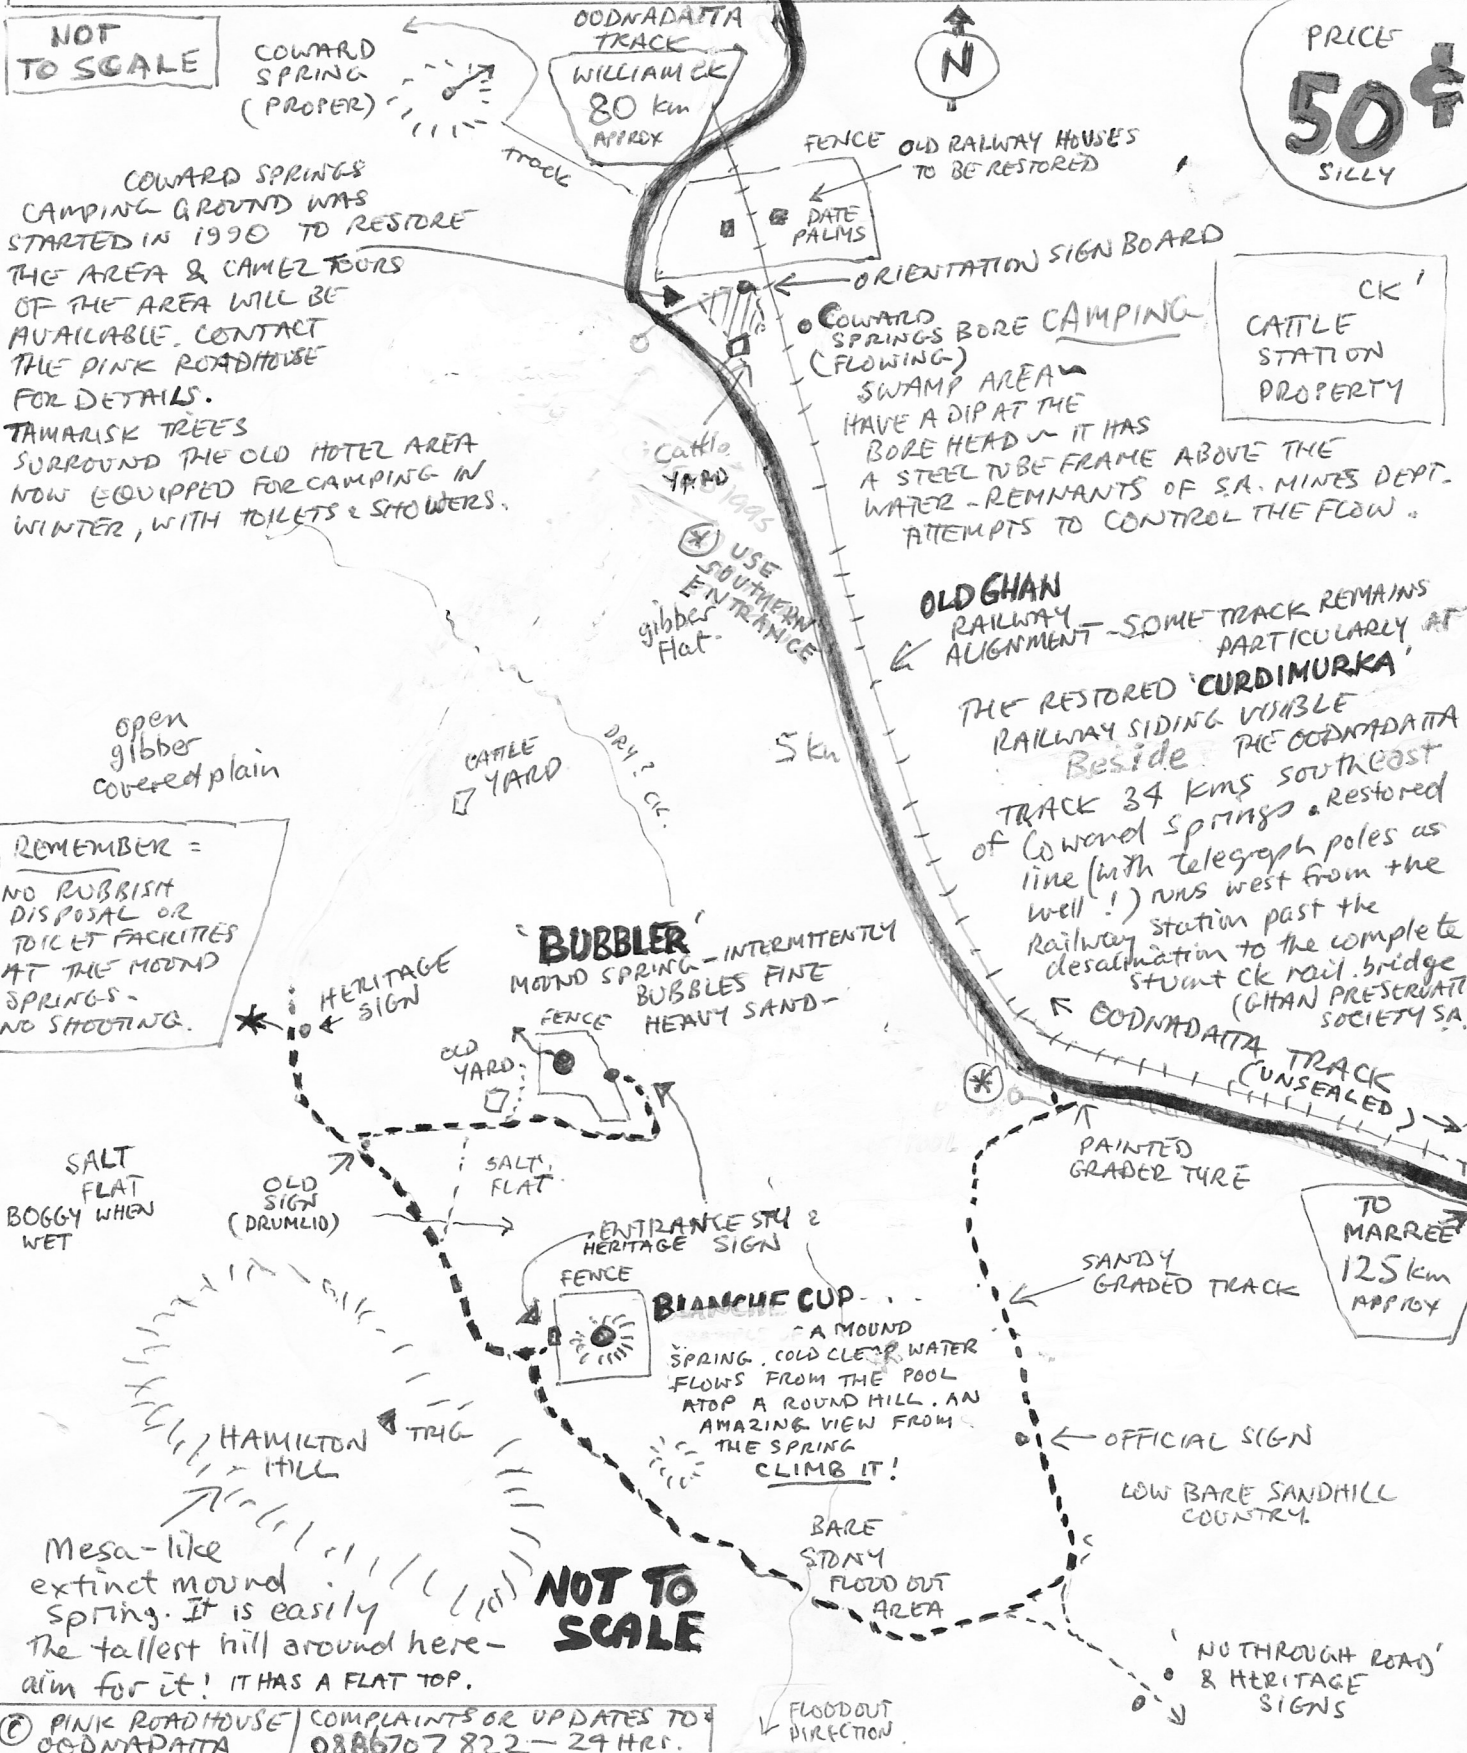 NOT
TO SCALE
COWARD
SPRING
(PROPER)
track
OODNADATTA
TRACK
WILLIAM CK
80 km
APPROX
N
PRICE
50¢
SILLY
FENCE
OLD RAILWAY HOUSES
TO BE RESTORED
DATE
PALMS
COWARD SPRINGS
CAMPING GROUND WAS
STARTED IN 1990 TO RESTORE
THE AREA & CAMEL TOURS
OF THE AREA WILL BE
AVAILABLE. CONTACT
THE PINK ROADHOUSE
FOR DETAILS.
TAMARISK TREES
SURROUND THE OLD HOTEL AREA
NOW EQUIPPED FOR CAMPING IN
WINTER, WITH TOILETS & SHOWERS.
ORIENTATION SIGN BOARD
COWARD
SPRINGS BORE CAMPING
(FLOWING)
SWAMP AREA ~
HAVE A DIP AT THE
BORE HEAD ~ IT HAS
A STEEL TUBE FRAME ABOVE THE
WATER - REMNANTS OF S.A. MINES DEPT.
ATTEMPTS TO CONTROL THE FLOW.
CK'
CATTLE
STATION
PROPERTY
Cattle
YARD
1995
* USE
SOUTHERN
ENTRANCE
gibber
flat.
OLD GHAN
RAILWAY
ALIGNMENT - SOME TRACK REMAINS
PARTICULARLY AT
THE RESTORED 'CURDIMURKA'
RAILWAY SIDING VISIBLE
Beside THE OODNADATTA
TRACK 34 kms southeast
of Coward Springs. Restored
line (with telegraph poles as
well!) runs west from the
Railway Station past the
desalination to the complete
Stuart Ck rail bridge
(GHAN PRESERVATI
SOCIETY SA.
5 km
open
gibber
covered plain
CATTLE
YARD
DRY? CK.
REMEMBER =
NO RUBBISH
DISPOSAL OR
TOILET FACILITIES
AT THE MOUND
SPRINGS-
NO SHOOTING.
HERITAGE
SIGN
'BUBBLER'
MOUND SPRING - INTERMITTENTLY
BUBBLES FINE
HEAVY SAND -
FENCE
OLD
YARD
OODNADATTA TRACK
(UNSEALED)
*
PAINTED
GRADER TYRE
SALT
FLAT
BOGGY WHEN
WET
OLD
SIGN
(DRUMLID)
SALT
FLAT
TO
MARREE
125 km
APPROX
ENTRANCE STY &
HERITAGE SIGN
FENCE
BLANCHE CUP
- A MOUND
SPRING. COLD CLEAR WATER
FLOWS FROM THE POOL
ATOP A ROUND HILL. AN
AMAZING VIEW FROM
THE SPRING
CLIMB IT!
SANDY
GRADED TRACK
HAMILTON
HILL
TRIG
OFFICIAL SIGN
LOW BARE SANDHILL
COUNTRY.
Mesa-like
extinct mound
spring. It is easily
the tallest hill around here-
aim for it! IT HAS A FLAT TOP.
NOT TO
SCALE
BARE
STONY
FLOOD OUT
AREA
'NO THROUGH ROAD'
& HERITAGE
SIGNS
FLOODOUT
DIRECTION
© PINK ROADHOUSE
OODNADATTA
COMPLAINTS OR UPDATES TO
0886707 822 - 24 HRS.